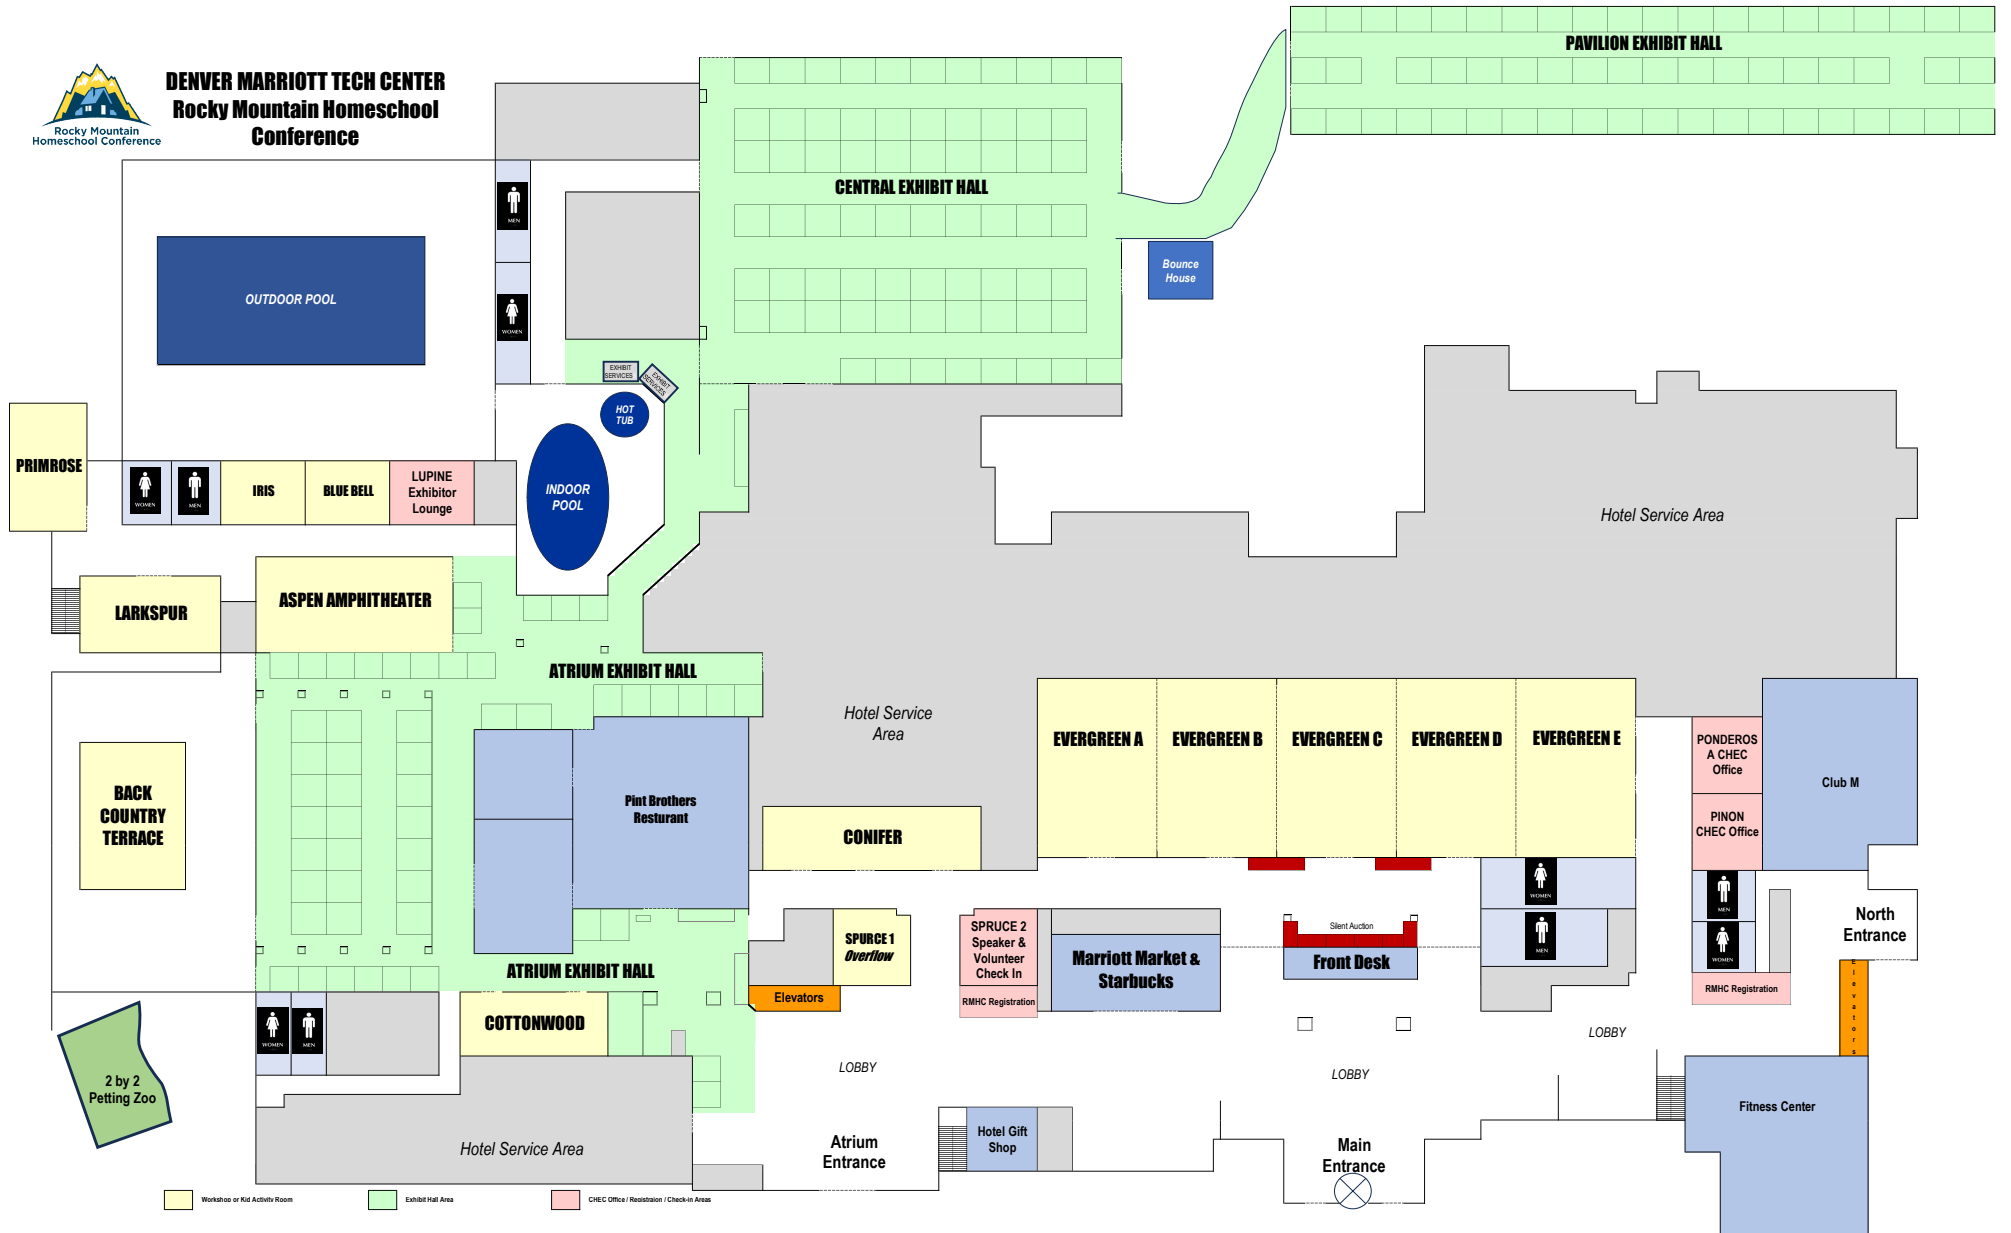 DENVER MARRIOTT TECH CENTER
Rocky Mountain Homeschool
Conference
Rocky Mountain
Homeschool Conference
PAVILION EXHIBIT HALL
CENTRAL EXHIBIT HALL
MEN
WOMEN
OUTDOOR POOL
Bounce
House
EXHIBIT
SERVICES
EXHIBIT
SERVICES
HOT
TUB
INDOOR
POOL
PRIMROSE
WOMEN
MEN
IRIS
BLUE BELL
LUPINE
Exhibitor
Lounge
Hotel Service Area
LARKSPUR
ASPEN AMPHITHEATER
ATRIUM EXHIBIT HALL
Hotel Service
Area
EVERGREEN A
EVERGREEN B
EVERGREEN C
EVERGREEN D
EVERGREEN E
PONDEROS
A CHEC
Office
PINON
CHEC Office
Club M
BACK
COUNTRY
TERRACE
Pint Brothers
Resturant
CONIFER
WOMEN
MEN
MEN
WOMEN
North
Entrance
SPURCE 1
Overflow
SPRUCE 2
Speaker &
Volunteer
Check In
RMHC Registration
Marriott Market &
Starbucks
Silent Auction
Front Desk
RMHC Registration
Elevators
ATRIUM EXHIBIT HALL
Elevators
COTTONWOOD
WOMEN
MEN
LOBBY
LOBBY
LOBBY
2 by 2
Petting Zoo
Fitness Center
Hotel Service Area
Atrium
Entrance
Hotel Gift
Shop
Main
Entrance
Workshop or Kid Activity Room
Exhibit Hall Area
CHEC Office / Registraion / Check-in Areas